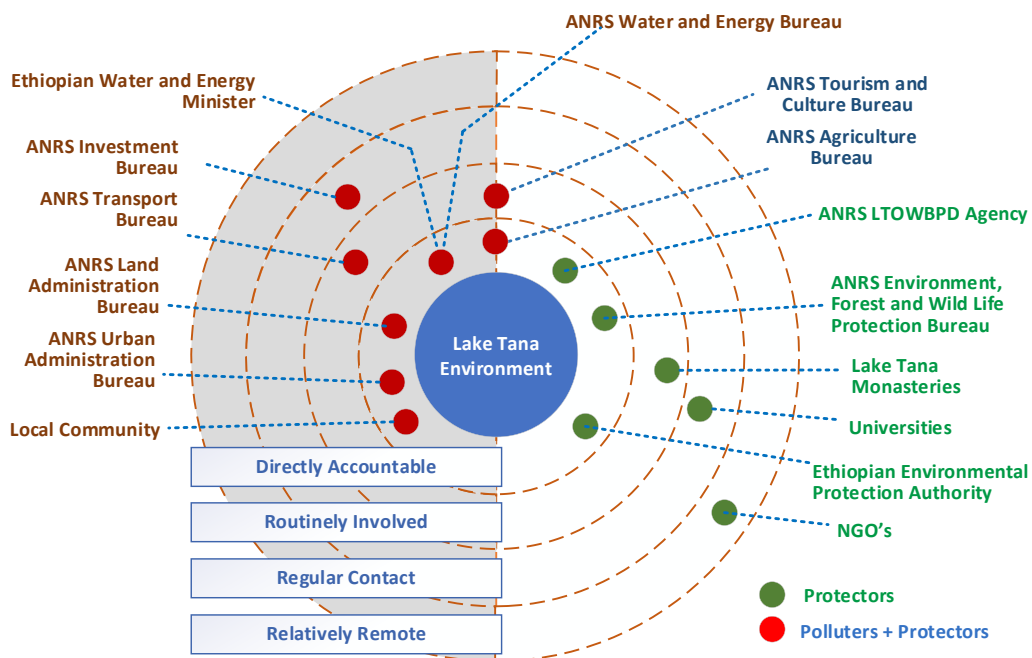 ANRS Water and Energy Bureau
Ethiopian Water and Energy
Minister
ANRS Investment
Bureau
ANRS Transport
Bureau
ANRS Land
Administration
Bureau
ANRS Urban
Administration
Bureau
Local Community
ANRS Tourism and
Culture Bureau
ANRS Agriculture
Bureau
ANRS LTOWBPD Agency
ANRS Environment,
Forest and Wild Life
Protection Bureau
Lake Tana
Monasteries
Universities
Ethiopian Environmental
Protection Authority
NGO's
Lake Tana
Environment
Directly Accountable
Routinely Involved
Regular Contact
Relatively Remote
Protectors
Polluters + Protectors